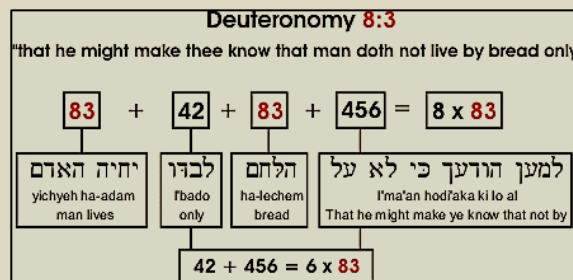 Deuteronomy 8:3
"that he might make thee know that man doth not live by bread only
83 + 42 + 83 + 456 = 8 x 83
יחיה האדם לבדו הלחם למען הודעך כי לא על
yichyeh ha-adam l'bado ha-lechem l'ma'an hodi'aka ki lo al
man lives only bread That he might make ye know that not by
42 + 456 = 6 x 83